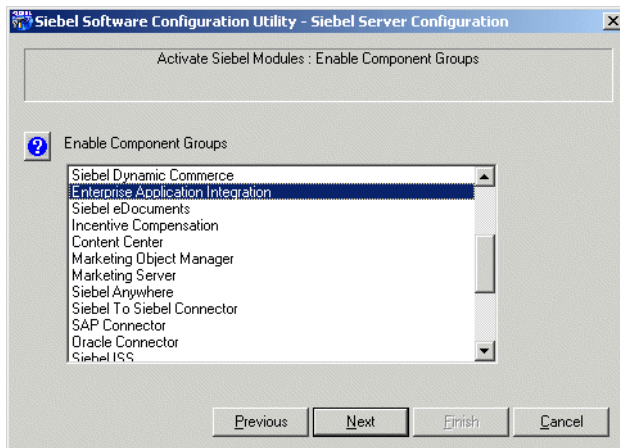 Siebel Software Configuration Utility - Siebel Server Configuration
Activate Siebel Modules : Enable Component Groups
Enable Component Groups
Siebel Dynamic Commerce
Enterprise Application Integration
Siebel eDocuments
Incentive Compensation
Content Center
Marketing Object Manager
Marketing Server
Siebel Anywhere
Siebel To Siebel Connector
SAP Connector
Oracle Connector
Siebel ISS
Previous Next Finish Cancel